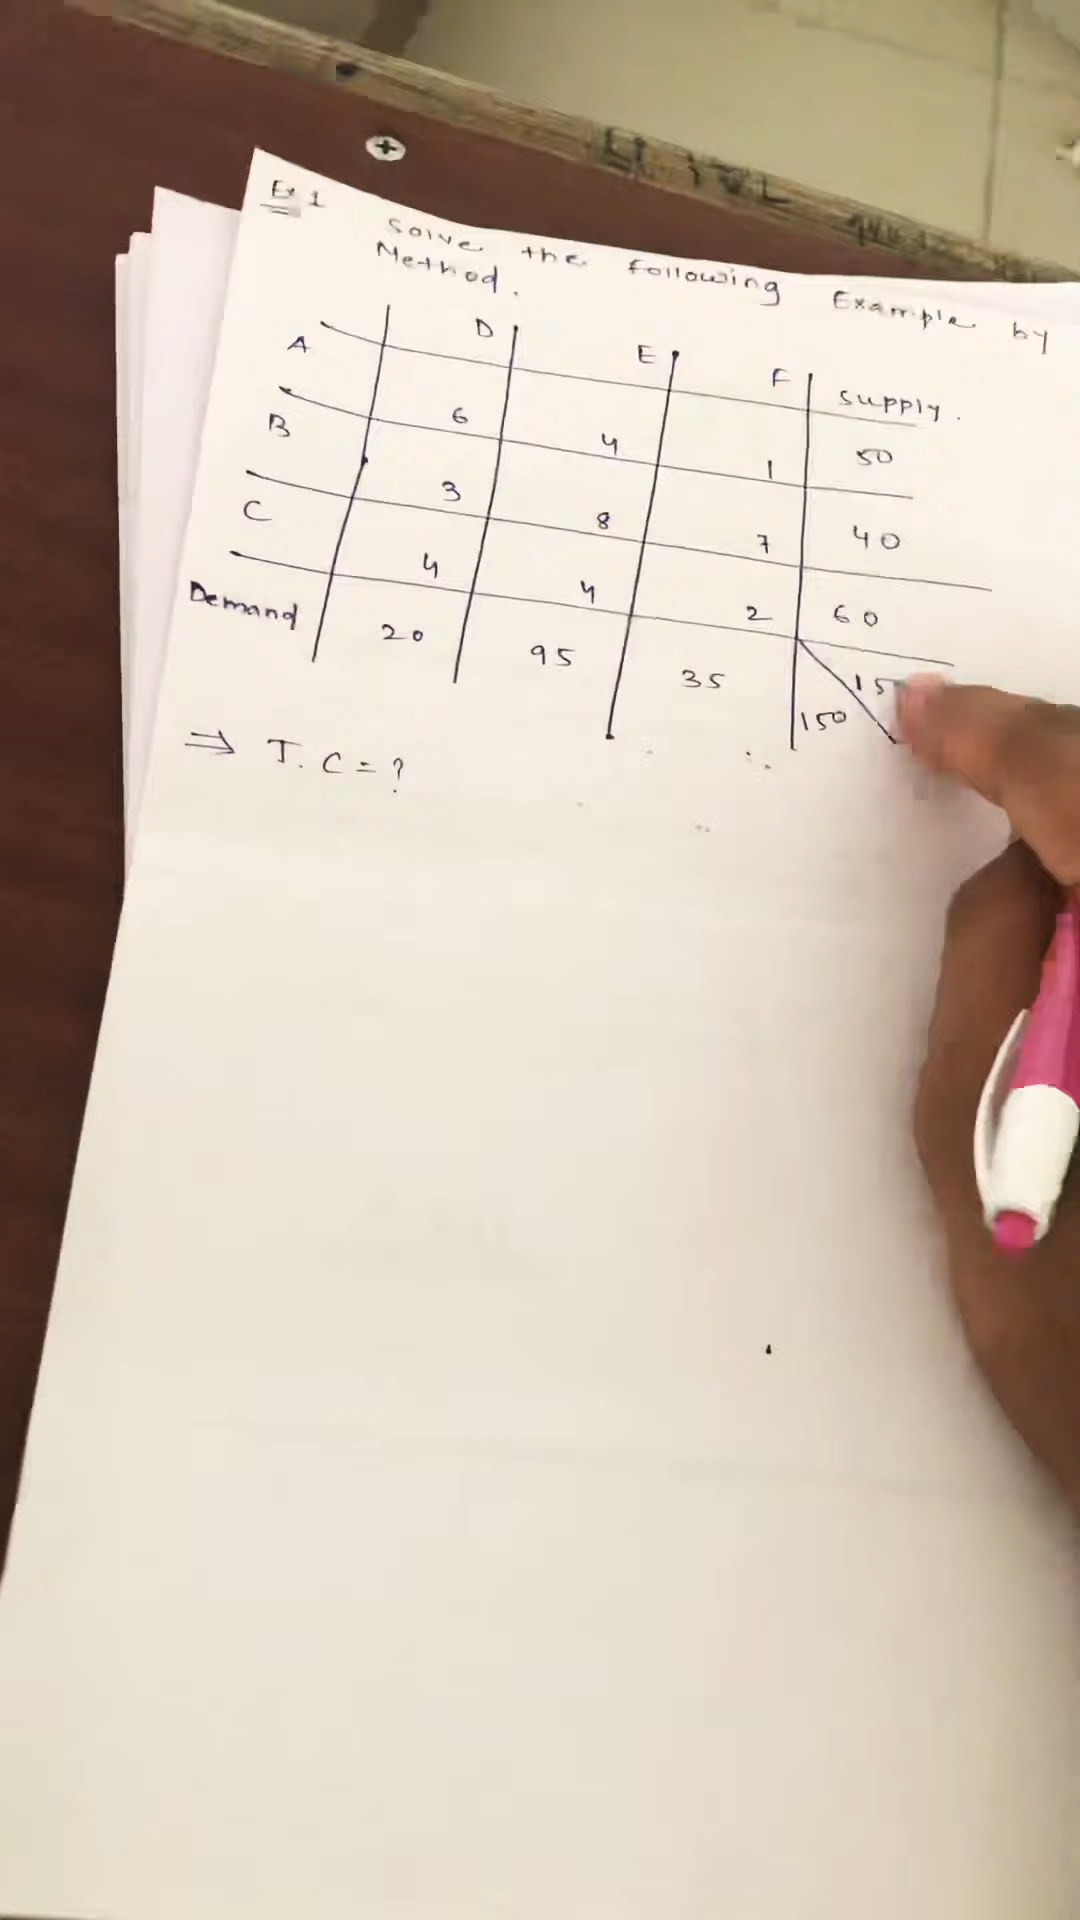 Ex 1 Solve the Following Example by
Method.
D E F Supply.
A 6 4 1 50
B 3 8 7 40
C 4 4 2 60
Demand 20 95 35 150
⇒ T.C = ?